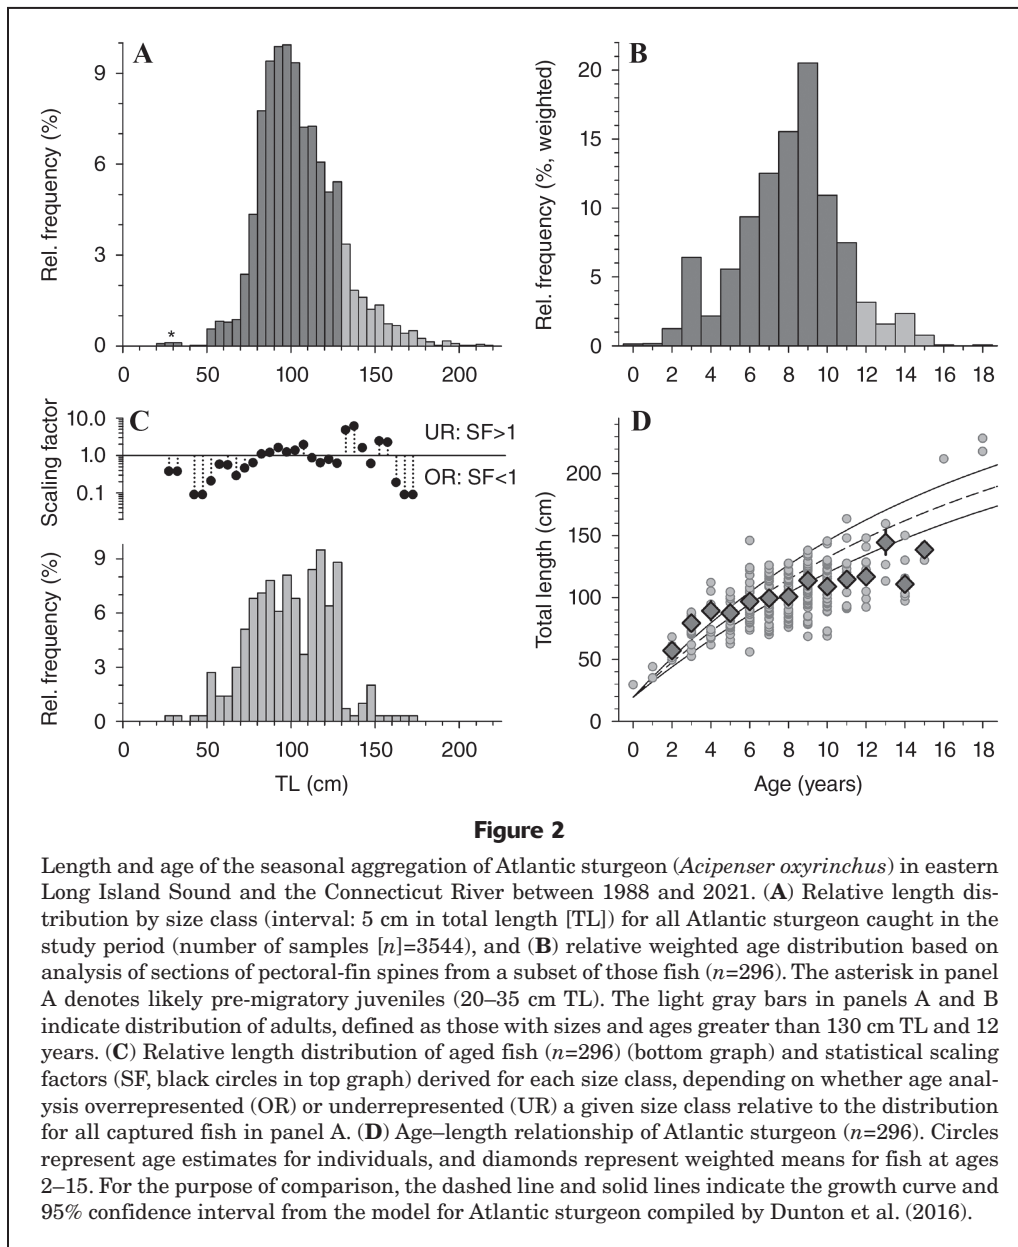 A
Rel. frequency (%)
9
6
3
0
*
0 50 100 150 200
B
Rel. frequency (%, weighted)
20
15
10
5
0
0 2 4 6 8 10 12 14 16 18
C
Scaling factor
10.0
1.0
0.1
UR: SF>1
OR: SF<1
Rel. frequency (%)
9
6
3
0
0 50 100 150 200
TL (cm)
D
Total length (cm)
200
150
100
50
0
0 2 4 6 8 10 12 14 16 18
Age (years)
Figure 2
Length and age of the seasonal aggregation of Atlantic sturgeon (Acipenser oxyrinchus) in eastern
Long Island Sound and the Connecticut River between 1988 and 2021. (A) Relative length dis-
tribution by size class (interval: 5 cm in total length [TL]) for all Atlantic sturgeon caught in the
study period (number of samples [n]=3544), and (B) relative weighted age distribution based on
analysis of sections of pectoral-fin spines from a subset of those fish (n=296). The asterisk in panel
A denotes likely pre-migratory juveniles (20–35 cm TL). The light gray bars in panels A and B
indicate distribution of adults, defined as those with sizes and ages greater than 130 cm TL and 12
years. (C) Relative length distribution of aged fish (n=296) (bottom graph) and statistical scaling
factors (SF, black circles in top graph) derived for each size class, depending on whether age anal-
ysis overrepresented (OR) or underrepresented (UR) a given size class relative to the distribution
for all captured fish in panel A. (D) Age–length relationship of Atlantic sturgeon (n=296). Circles
represent age estimates for individuals, and diamonds represent weighted means for fish at ages
2–15. For the purpose of comparison, the dashed line and solid lines indicate the growth curve and
95% confidence interval from the model for Atlantic sturgeon compiled by Dunton et al. (2016).